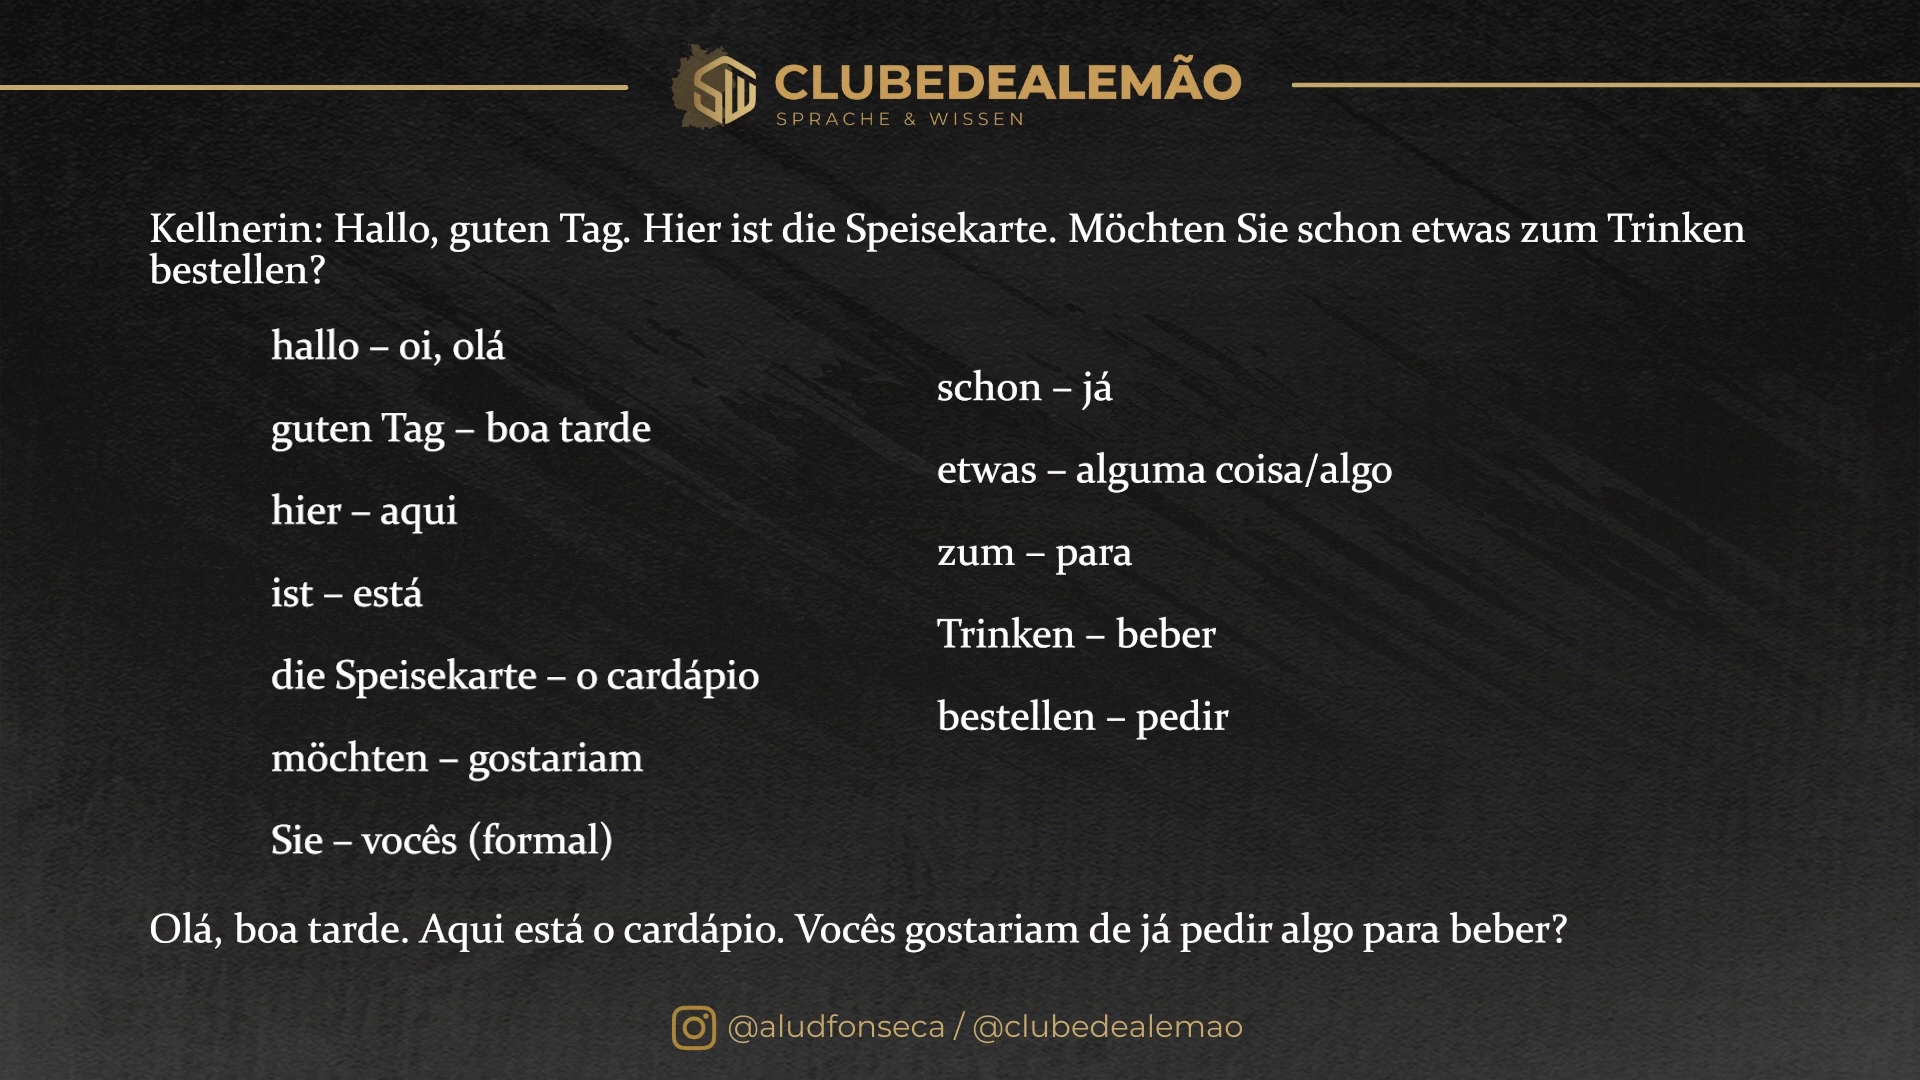 CLUBEDEALEMÃO
SPRACHE & WISSEN
Kellnerin: Hallo, guten Tag. Hier ist die Speisekarte. Möchten Sie schon etwas zum Trinken
bestellen?
hallo – oi, olá
guten Tag – boa tarde
hier – aqui
ist – está
die Speisekarte – o cardápio
möchten – gostariam
Sie – vocês (formal)
schon – já
etwas – alguma coisa/algo
zum – para
Trinken – beber
bestellen – pedir
Olá, boa tarde. Aqui está o cardápio. Vocês gostariam de já pedir algo para beber?
@aludfonseca / @clubedealemao